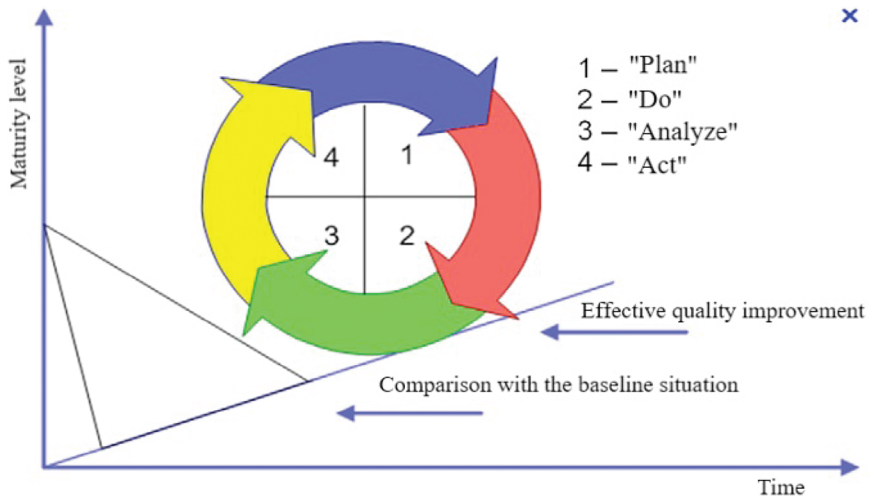 Maturity level
1 – "Plan"
2 – "Do"
3 – "Analyze"
4 – "Act"
4 1
3 2
Effective quality improvement
Comparison with the baseline situation
Time